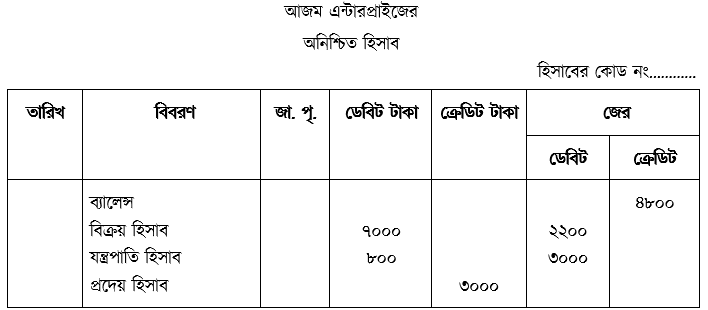 আজম এন্টারপ্রাইজের
অনিশ্চিত হিসাব
হিসাবের কোড নং............
তারিখ বিবরণ জা. পৃ. ডেবিট টাকা ক্রেডিট টাকা জের
ডেবিট ক্রেডিট
ব্যালেন্স ৪৮০০
বিক্রয় হিসাব ৭০০০ ২২০০
যন্ত্রপাতি হিসাব ৮০০ ৩০০০
প্রদেয় হিসাব ৩০০০